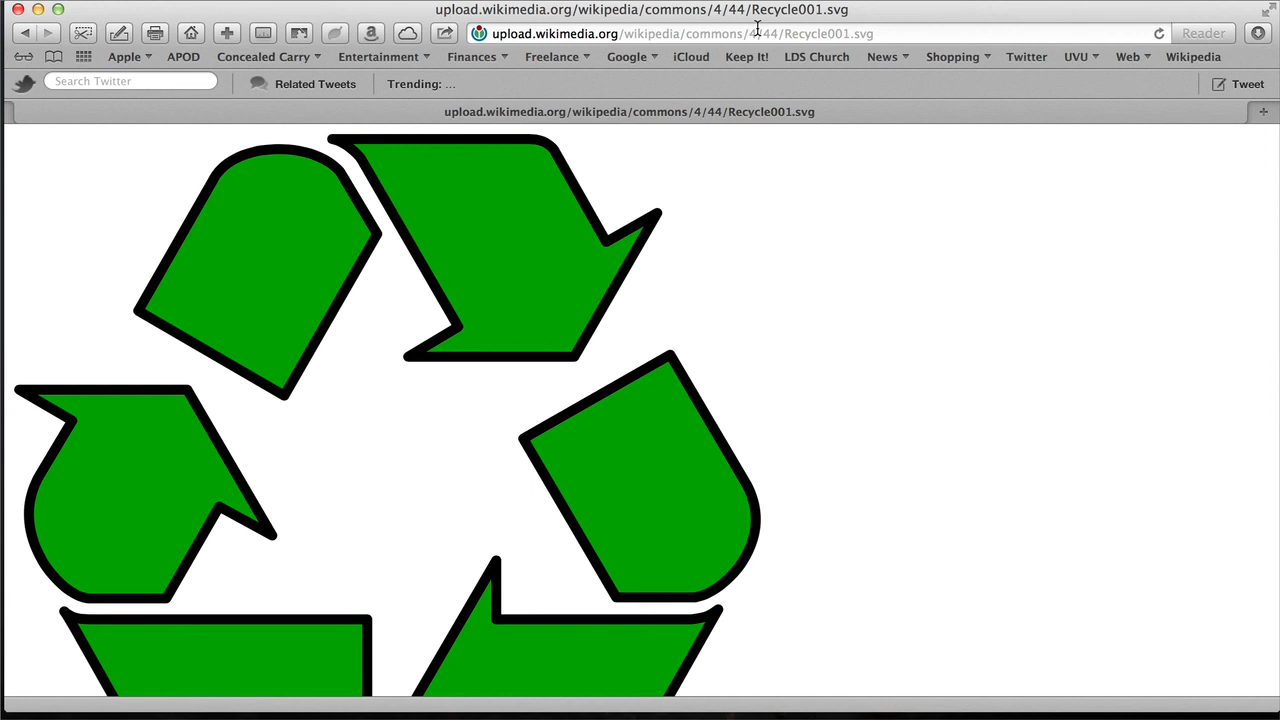 upload.wikimedia.org/wikipedia/commons/4/44/Recycle001.svg
upload.wikimedia.org/wikipedia/commons/4/44/Recycle001.svg Reader
Apple APOD Concealed Carry Entertainment Finances Freelance Google iCloud Keep It! LDS Church News Shopping Twitter UVU Web Wikipedia
Search Twitter Related Tweets Trending: ... Tweet
upload.wikimedia.org/wikipedia/commons/4/44/Recycle001.svg